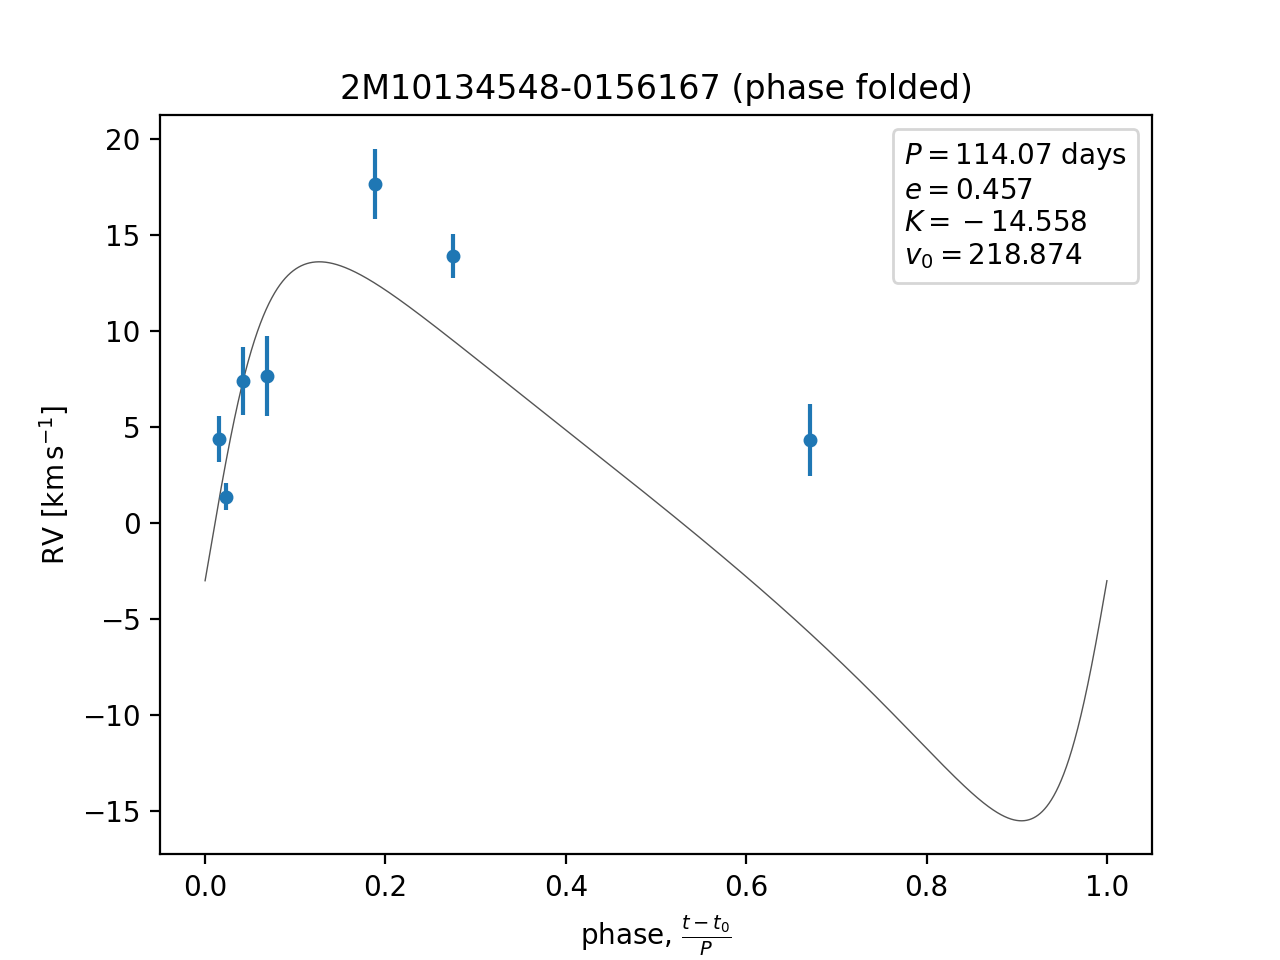 2M10134548-0156167 (phase folded)
P = 114.07 days
e = 0.457
K = −14.558
v₀ = 218.874
RV [km s⁻¹]
20
15
10
5
0
−5
−10
−15
0.0 0.2 0.4 0.6 0.8 1.0
phase, (t − t₀)/P